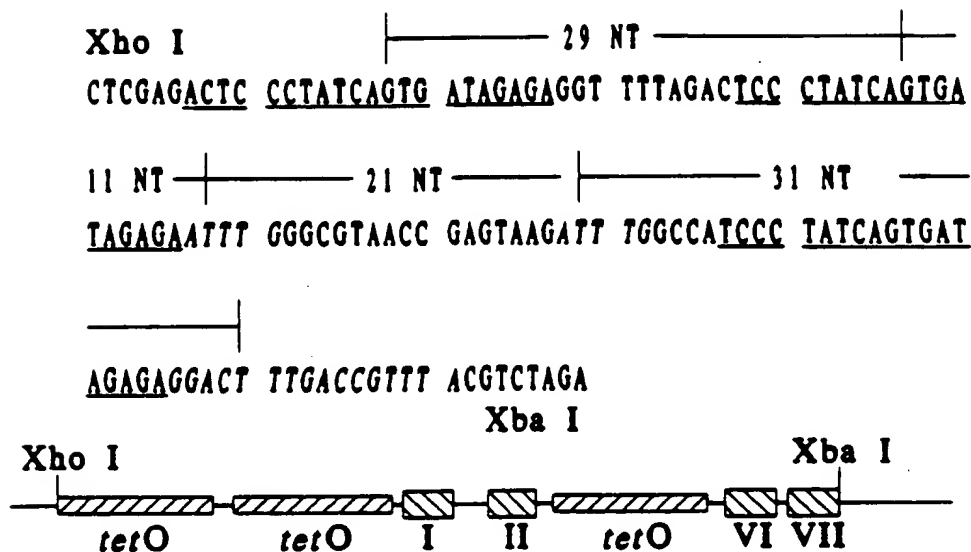 Xho I
29 NT
CTCGAGACTC CCTATCAGTG ATAGAGAGGT TTTAGACTCC CTATCAGTGA
11 NT 21 NT 31 NT
TAGAGAATTT GGGCGTAACC GAGTAAGATT TGGCCATCCC TATCAGTGAT
AGAGAGGACT TTGACCGTTT ACGTCTAGA
Xba I
Xho I Xba I
tetO tetO I II tetO VI VII